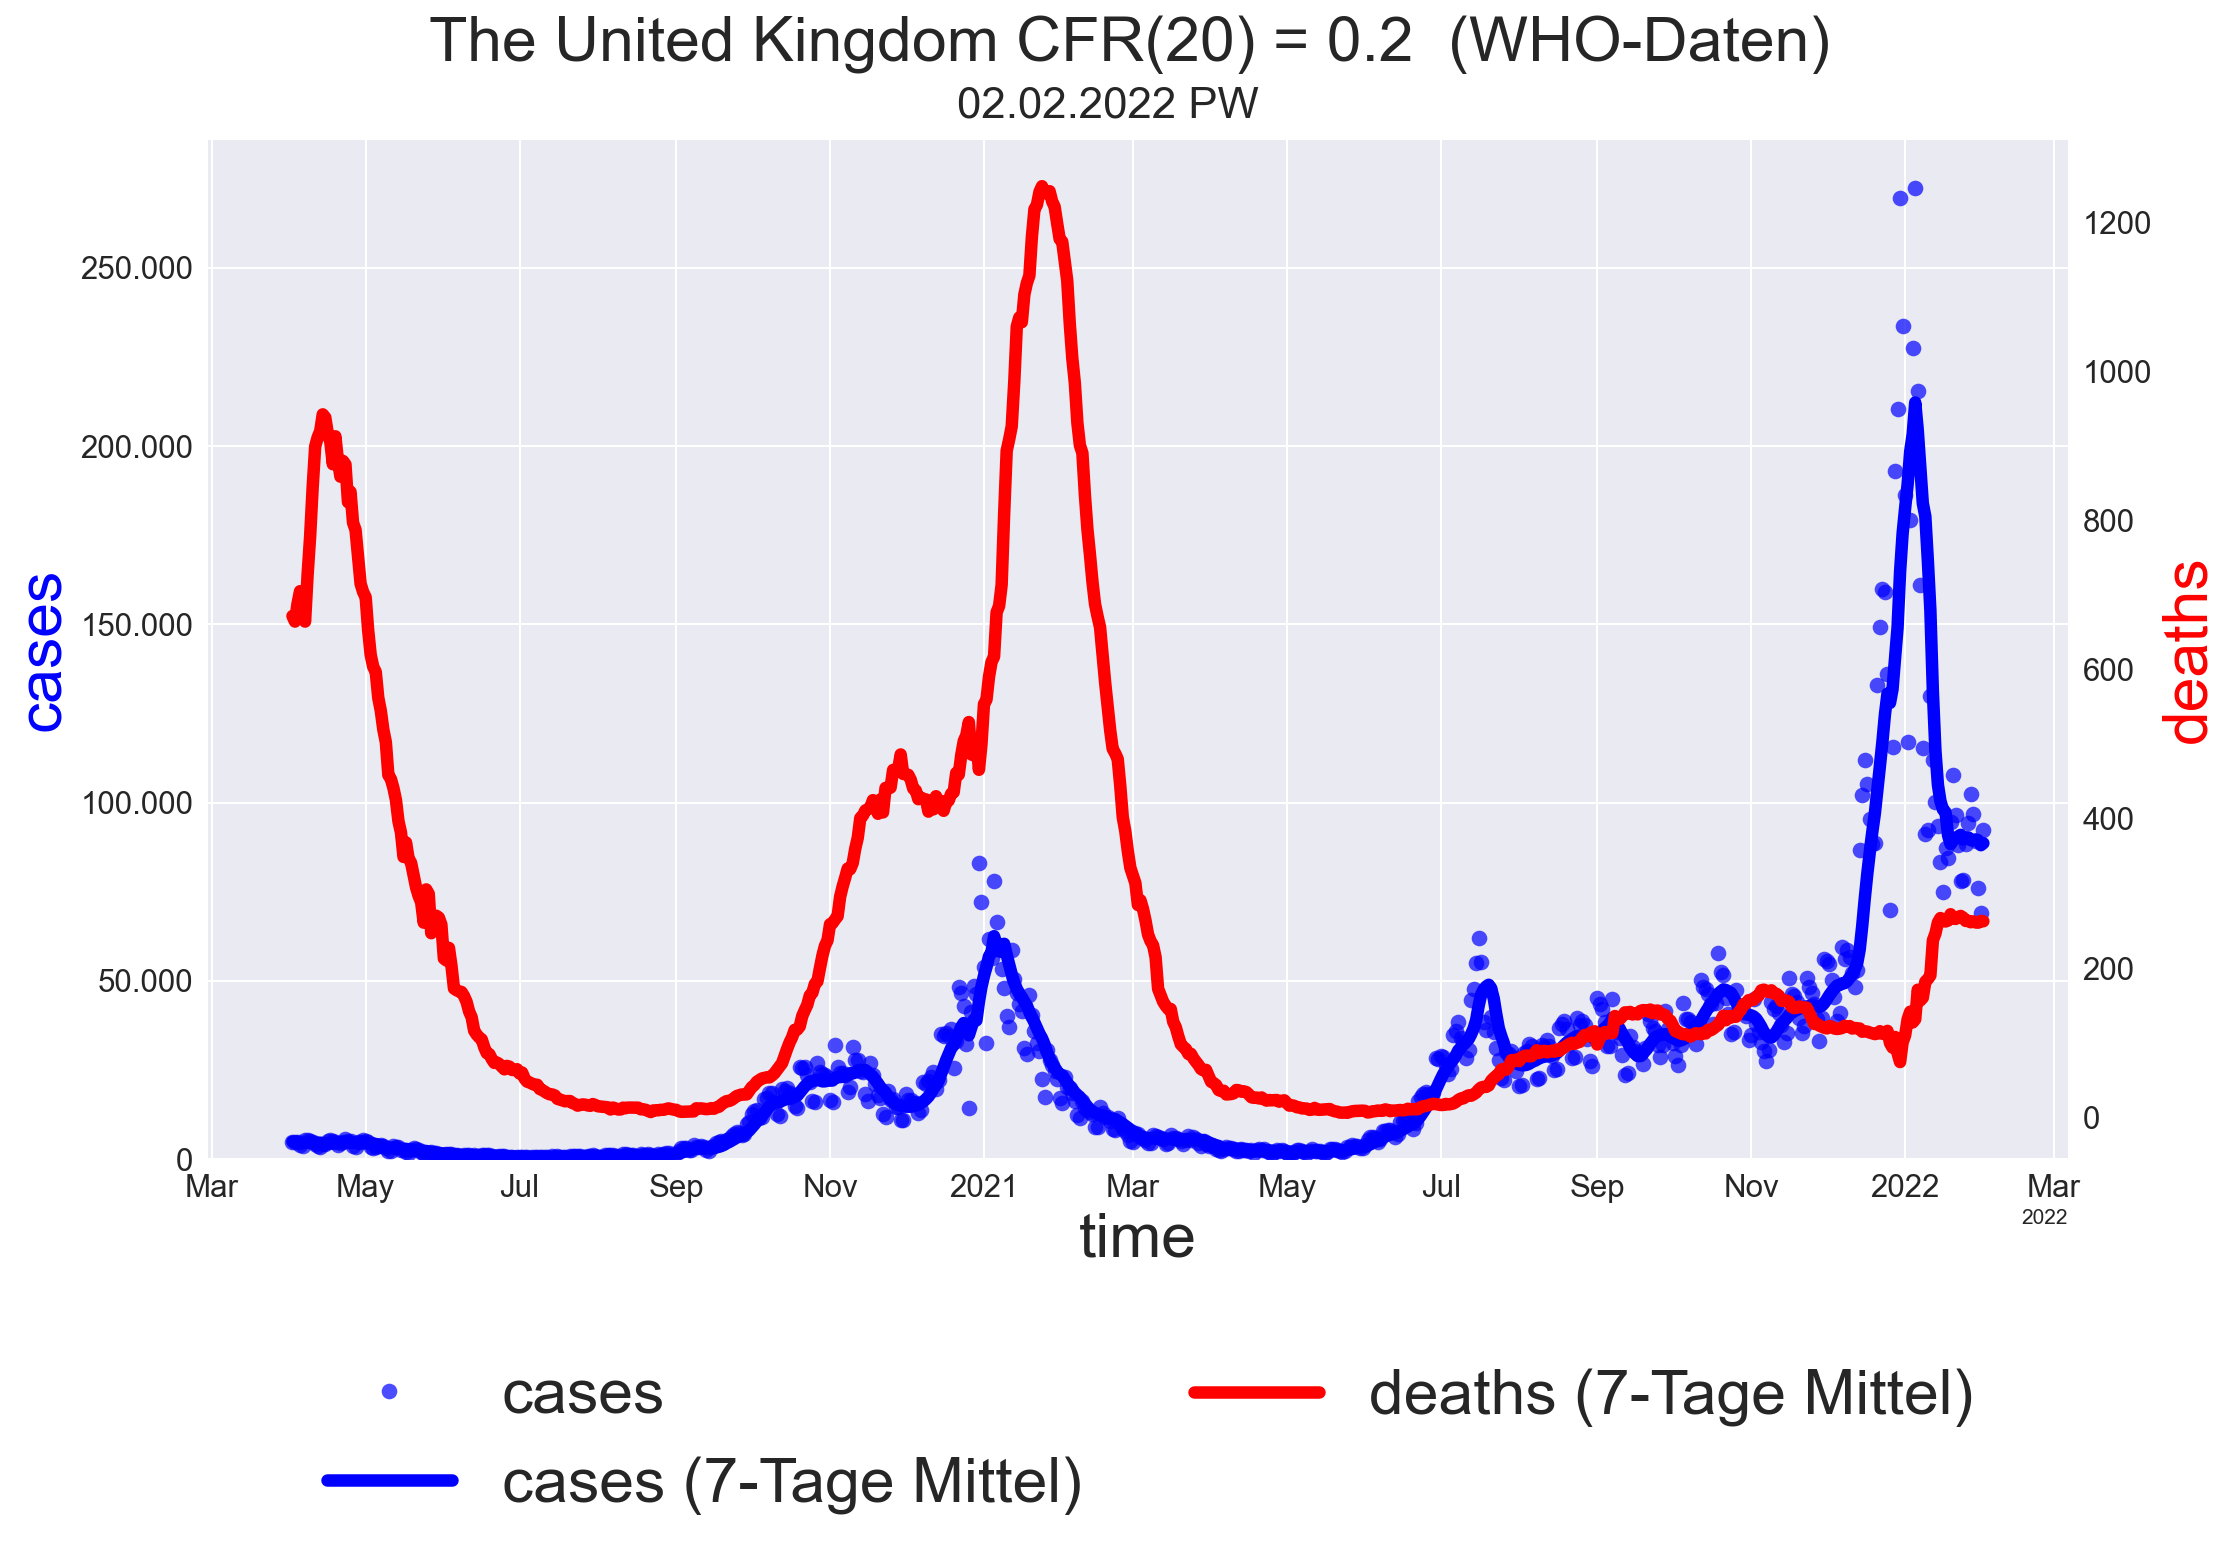 The United Kingdom CFR(20) = 0.2  (WHO-Daten)
02.02.2022 PW
cases
250.000
200.000
150.000
100.000
50.000
0
1200
1000
800
600
400
200
0
deaths
Mar May Jul Sep Nov 2021 Mar May Jul Sep Nov 2022 Mar
2022
time
cases
cases (7-Tage Mittel)
deaths (7-Tage Mittel)